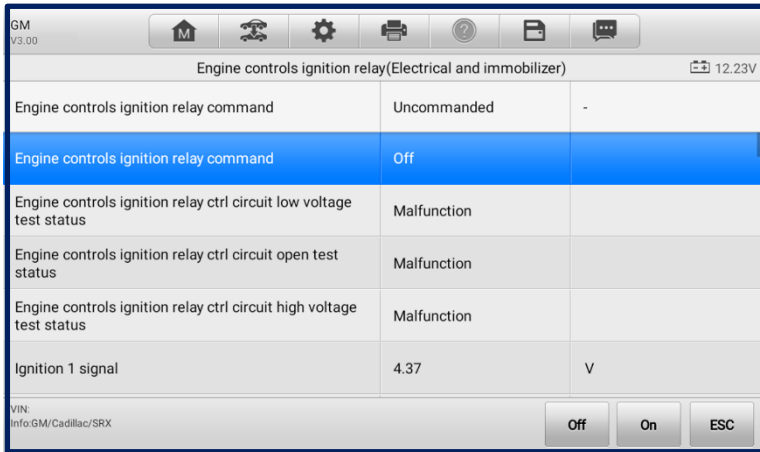 GM
V3.00
Engine controls ignition relay(Electrical and immobilizer)
12.23V
Engine controls ignition relay command Uncommanded -
Engine controls ignition relay command Off
Engine controls ignition relay ctrl circuit low voltage
test status
Malfunction
Engine controls ignition relay ctrl circuit open test
status
Malfunction
Engine controls ignition relay ctrl circuit high voltage
test status
Malfunction
Ignition 1 signal 4.37 V
VIN:
Info:GM/Cadillac/SRX
Off On ESC